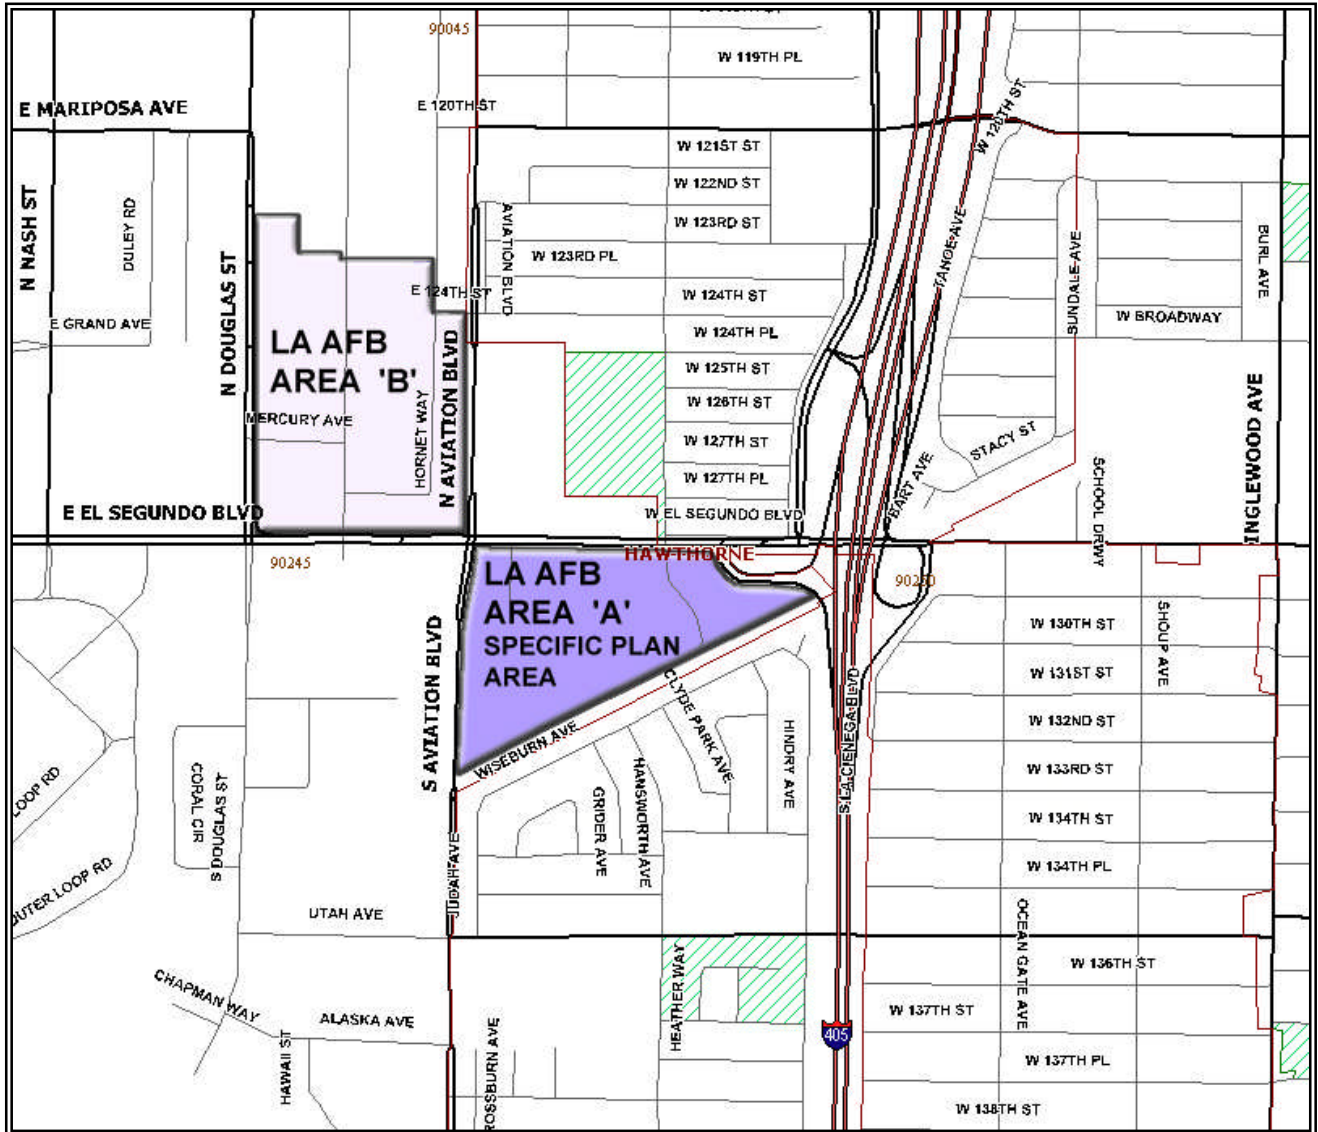 90045
W 119TH PL
E MARIPOSA AVE
E 120TH ST
W 120TH ST
W 121ST ST
W 122ND ST
W 123RD ST
W 123RD PL
N NASH ST
DULEY RD
N DOUGLAS ST
AVIATION BLVD
TAHOE AVE
SUNDALE AVE
BURL AVE
E 124TH ST
W 124TH ST
W 124TH PL
W BROADWAY
E GRAND AVE
LA AFB
AREA 'B'
W 125TH ST
W 126TH ST
W 127TH ST
W 127TH PL
MERCURY AVE
HORNET WAY
N AVIATION BLVD
STACY ST
BART AVE
SCHOOL DRWY
INGLEWOOD AVE
E EL SEGUNDO BLVD
W EL SEGUNDO BLVD
HAWTHORNE
90245
90250
LA AFB
AREA 'A'
SPECIFIC PLAN
AREA
S AVIATION BLVD
W 130TH ST
W 131ST ST
W 132ND ST
W 133RD ST
W 134TH ST
W 134TH PL
SHOUP AVE
S LA CIENEGA BLVD
CLYDE PARK AVE
WISEBURN AVE
HINDRY AVE
HANSWORTH AVE
GRIDER AVE
LOOP RD
CORAL CIR
S DOUGLAS ST
OUTER LOOP RD
JUDAH AVE
UTAH AVE
OCEAN GATE AVE
W 136TH ST
HEATHER WAY
CHAPMAN WAY
ALASKA AVE
HAWAII ST
ROSSBURN AVE
405
W 137TH ST
W 137TH PL
W 138TH ST